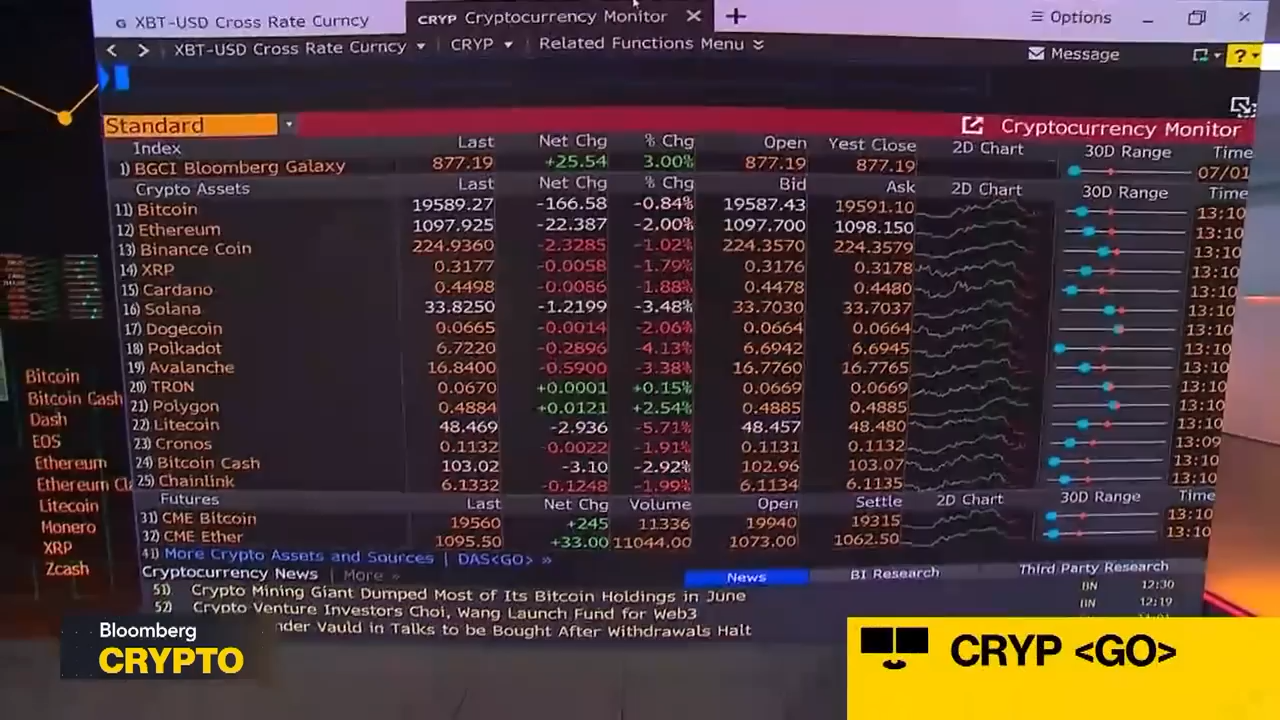 G XBT-USD Cross Rate Curncy CRYP Cryptocurrency Monitor × + Options
< > XBT-USD Cross Rate Curncy CRYP Related Functions Menu Message ?
Standard Cryptocurrency Monitor
Index Last Net Chg % Chg Open Yest Close 2D Chart 30D Range Time
1) BGCI Bloomberg Galaxy 877.19 +25.54 3.00% 877.19 877.19 07/01
Crypto Assets Last Net Chg % Chg Bid Ask 2D Chart 30D Range Time
11) Bitcoin 19589.27 -166.58 -0.84% 19587.43 19591.10 13:10
12) Ethereum 1097.925 -22.387 -2.00% 1097.700 1098.150 13:10
13) Binance Coin 224.9360 -2.3285 -1.02% 224.3570 224.3579 13:10
14) XRP 0.3177 -0.0058 -1.79% 0.3176 0.3178 13:10
15) Cardano 0.4498 -0.0086 -1.88% 0.4478 0.4480 13:10
16) Solana 33.8250 -1.2199 -3.48% 33.7030 33.7037 13:10
17) Dogecoin 0.0665 -0.0014 -2.06% 0.0664 0.0664 13:10
18) Polkadot 6.7220 -0.2896 -4.13% 6.6942 6.6945 13:10
19) Avalanche 16.8400 -0.5900 -3.38% 16.7760 16.7765 13:10
20) TRON 0.0670 +0.0001 +0.15% 0.0669 0.0669 13:10
21) Polygon 0.4884 +0.0121 +2.54% 0.4885 0.4885 13:10
22) Litecoin 48.469 -2.936 -5.71% 48.457 48.480 13:10
23) Cronos 0.1132 -0.0022 -1.91% 0.1131 0.1132 13:09
24) Bitcoin Cash 103.02 -3.10 -2.92% 102.96 103.07 13:10
25) Chainlink 6.1332 -0.1248 -1.99% 6.1134 6.1135 13:10
Futures Last Net Chg Volume Open Settle 2D Chart 30D Range Time
31) CME Bitcoin 19560 +245 11336 19940 19315 13:10
32) CME Ether 1095.50 +33.00 11044.00 1073.00 1062.50 13:10
41) More Crypto Assets and Sources | DAS<GO> »
Cryptocurrency News | More » News BI Research Third Party Research
51) Crypto Mining Giant Dumped Most of Its Bitcoin Holdings in June BN 12:30
52) Crypto Venture Investors Choi, Wang Launch Fund for Web3 BN 12:19
nder Vauld in Talks to be Bought After Withdrawals Halt
Bitcoin
Bitcoin Cash
Dash
EOS
Ethereum
Ethereum Cl
Litecoin
Monero
XRP
Zcash
Bloomberg
CRYPTO
CRYP <GO>